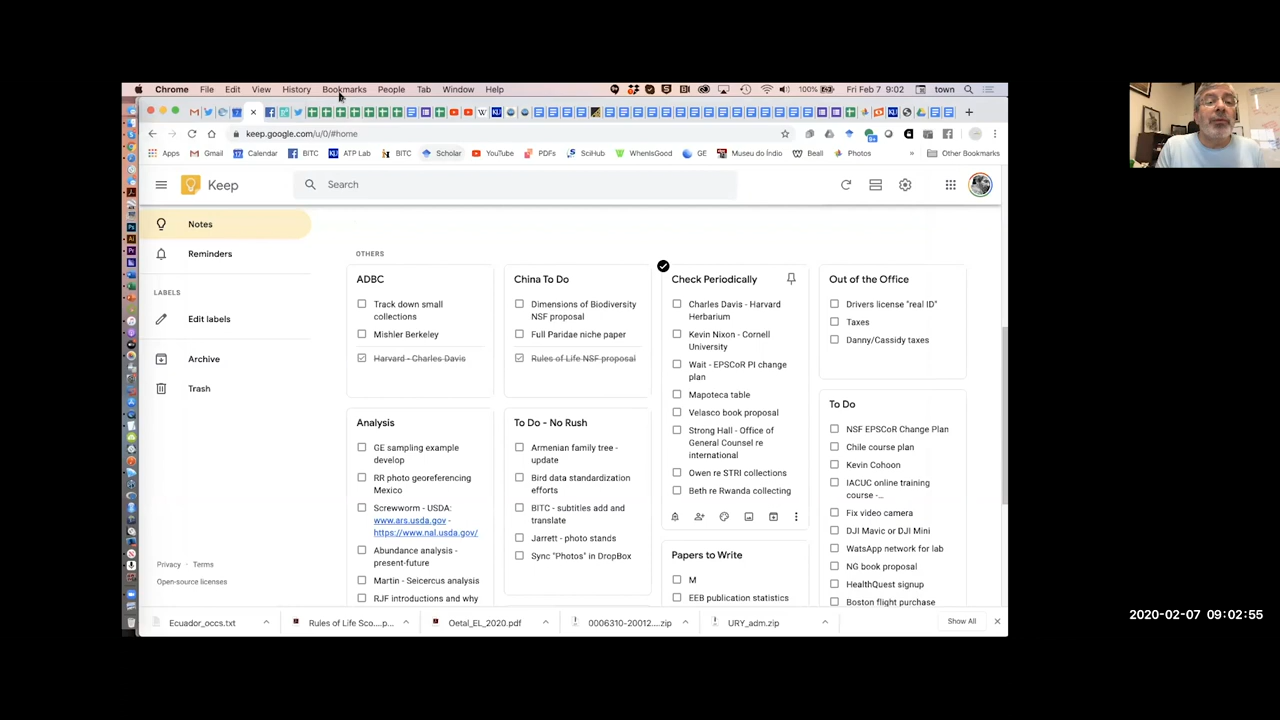 Chrome File Edit View History Bookmarks People Tab Window Help 100% Fri Feb 7 9:02 town
keep.google.com/u/0/#home
Apps Gmail Calendar BITC ATP Lab BITC Scholar YouTube PDFs SciHub WhenIsGood GE Museu do Índio Beall Photos » Other Bookmarks
Keep
Search
Notes
Reminders
LABELS
Edit labels
Archive
Trash
Privacy · Terms
Open-source licenses
OTHERS
ADBC
Track down small
collections
Mishler Berkeley
Harvard - Charles Davis
China To Do
Dimensions of Biodiversity
NSF proposal
Full Paridae niche paper
Rules of Life NSF proposal
Check Periodically
Charles Davis - Harvard
Herbarium
Kevin Nixon - Cornell
University
Wait - EPSCoR PI change
plan
Mapoteca table
Velasco book proposal
Strong Hall - Office of
General Counsel re
international
Owen re STRI collections
Beth re Rwanda collecting
Out of the Office
Drivers license "real ID"
Taxes
Danny/Cassidy taxes
Analysis
GE sampling example
develop
RR photo georeferencing
Mexico
Screwworm - USDA:
www.ars.usda.gov -
https://www.nal.usda.gov/
Abundance analysis -
present-future
Martin - Seicercus analysis
RJF introductions and why
To Do - No Rush
Armenian family tree -
update
Bird data standardization
efforts
BITC - subtitles add and
translate
Jarrett - photo stands
Sync "Photos" in DropBox
Papers to Write
M
EEB publication statistics
To Do
NSF EPSCoR Change Plan
Chile course plan
Kevin Cohoon
IACUC online training
course -...
Fix video camera
DJI Mavic or DJI Mini
WatsApp network for lab
NG book proposal
HealthQuest signup
Boston flight purchase
Ecuador_occs.txt
Rules of Life Sco....p...
Oetal_EL_2020.pdf
0006310-20012....zip
URY_adm.zip
Show All
2020-02-07 09:02:55